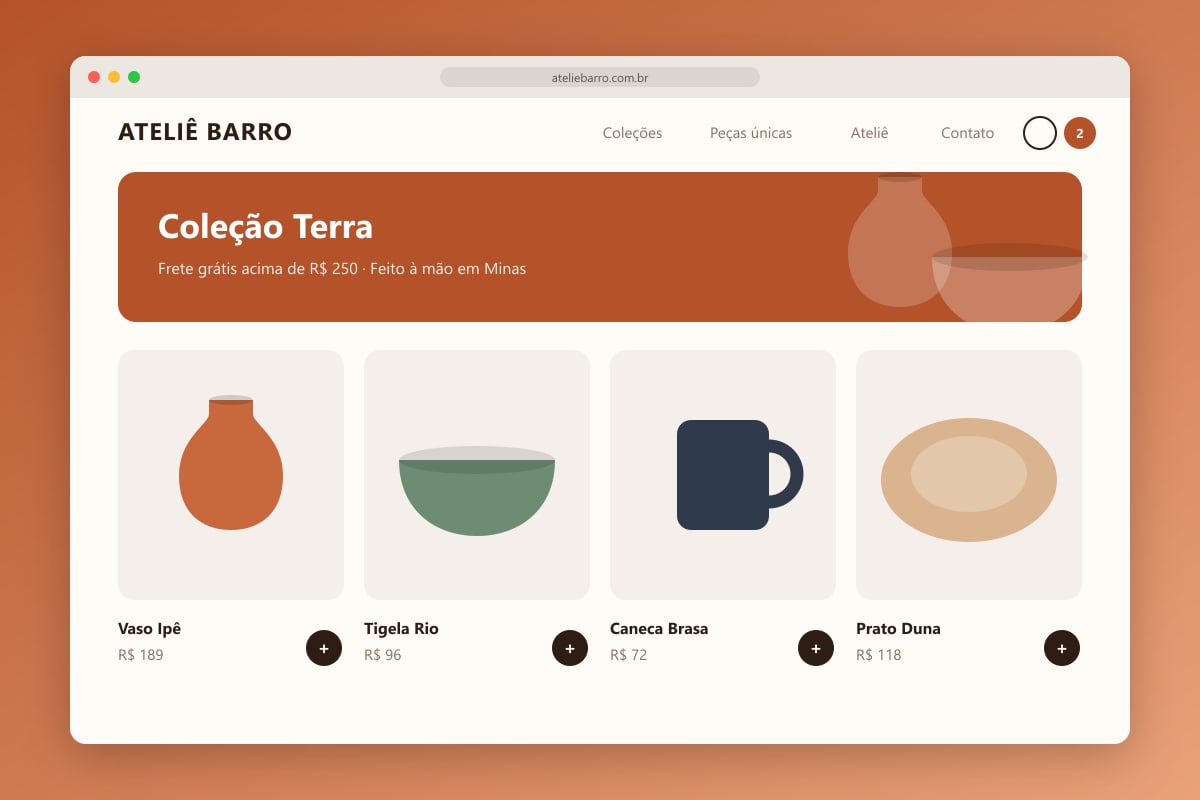 ateliebarro.com.br
ATELIÊ BARRO
Coleções
Peças únicas
Ateliê
Contato
2
Coleção Terra
Frete grátis acima de R$ 250 · Feito à mão em Minas
Vaso Ipê
R$ 189
+
Tigela Rio
R$ 96
+
Caneca Brasa
R$ 72
+
Prato Duna
R$ 118
+